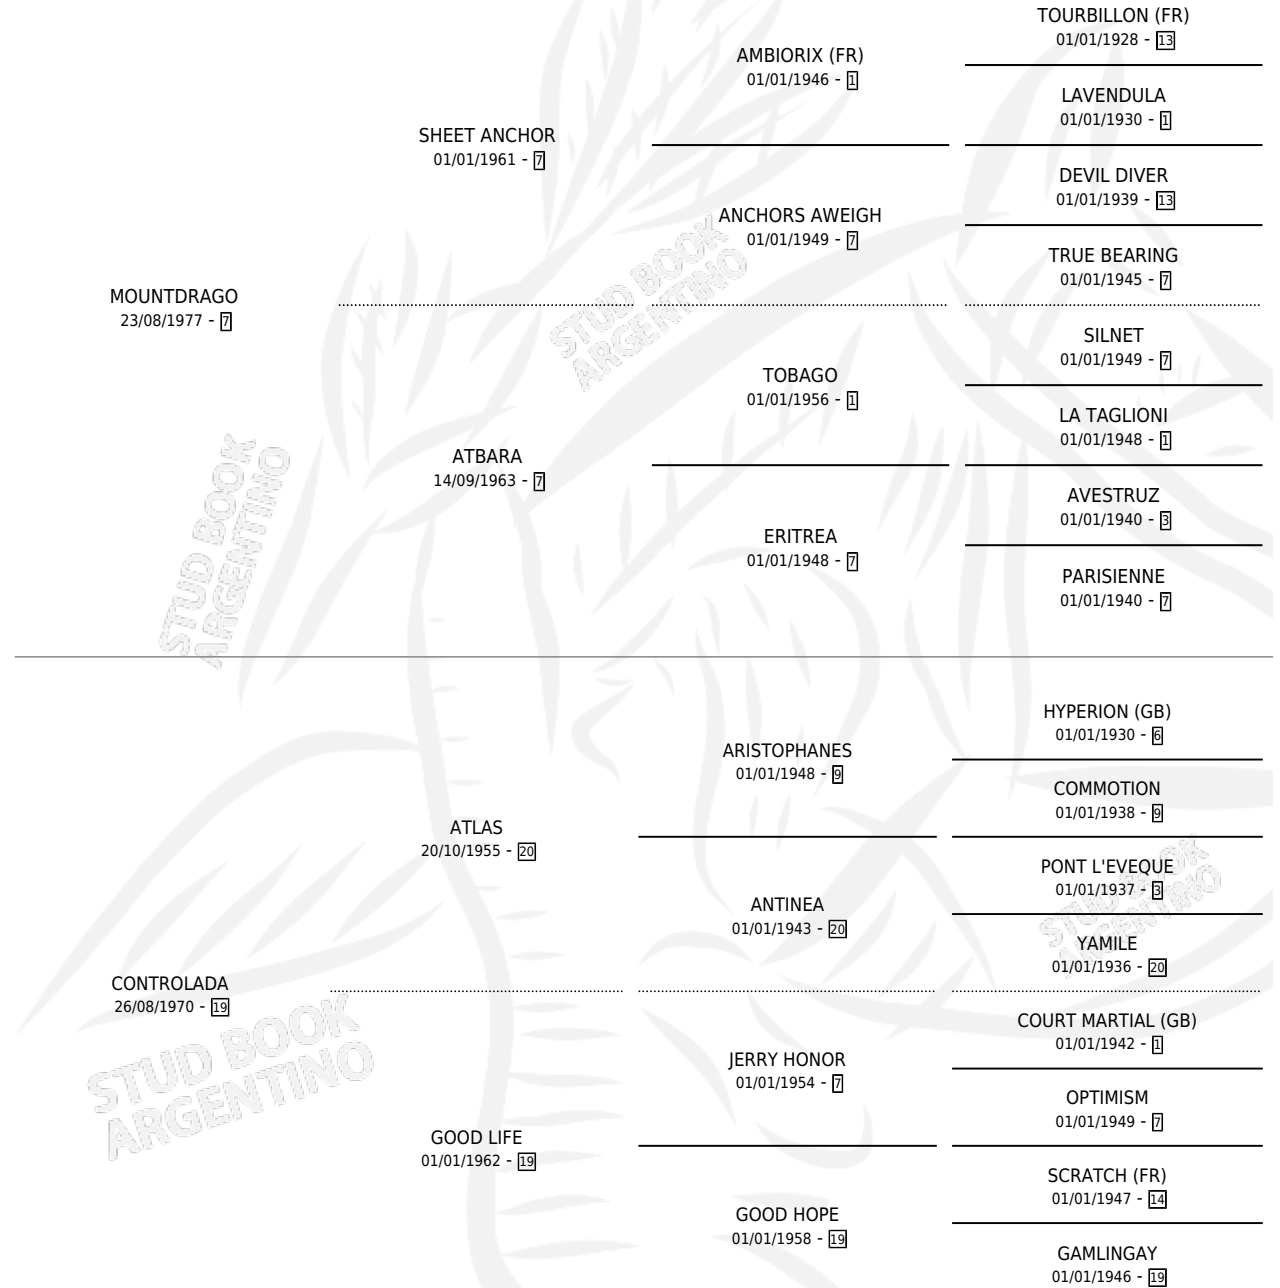 TOURBILLON (FR)
01/01/1928 - 13
AMBIORIX (FR)
01/01/1946 - 1
LAVENDULA
01/01/1930 - 1
SHEET ANCHOR
01/01/1961 - 7
DEVIL DIVER
01/01/1939 - 13
ANCHORS AWEIGH
01/01/1949 - 7
TRUE BEARING
01/01/1945 - 7
MOUNTDRAGO
23/08/1977 - 7
STUD BOOK
ARGENTINO
SILNET
01/01/1949 - 7
TOBAGO
01/01/1956 - 1
LA TAGLIONI
01/01/1948 - 1
ATBARA
14/09/1963 - 7
AVESTRUZ
01/01/1940 - 3
ERITREA
01/01/1948 - 7
PARISIENNE
01/01/1940 - 7
STUD BOOK
ARGENTINO
HYPERION (GB)
01/01/1930 - 6
ARISTOPHANES
01/01/1948 - 9
COMMOTION
01/01/1938 - 9
ATLAS
20/10/1955 - 20
PONT L'EVEQUE
01/01/1937 - 3
ANTINEA
01/01/1943 - 20
YAMILE
01/01/1936 - 20
STUD BOOK
ARGENTINO
CONTROLADA
26/08/1970 - 19
STUD BOOK
ARGENTINO
COURT MARTIAL (GB)
01/01/1942 - 1
JERRY HONOR
01/01/1954 - 7
OPTIMISM
01/01/1949 - 7
GOOD LIFE
01/01/1962 - 19
SCRATCH (FR)
01/01/1947 - 14
GOOD HOPE
01/01/1958 - 19
GAMLINGAY
01/01/1946 - 19